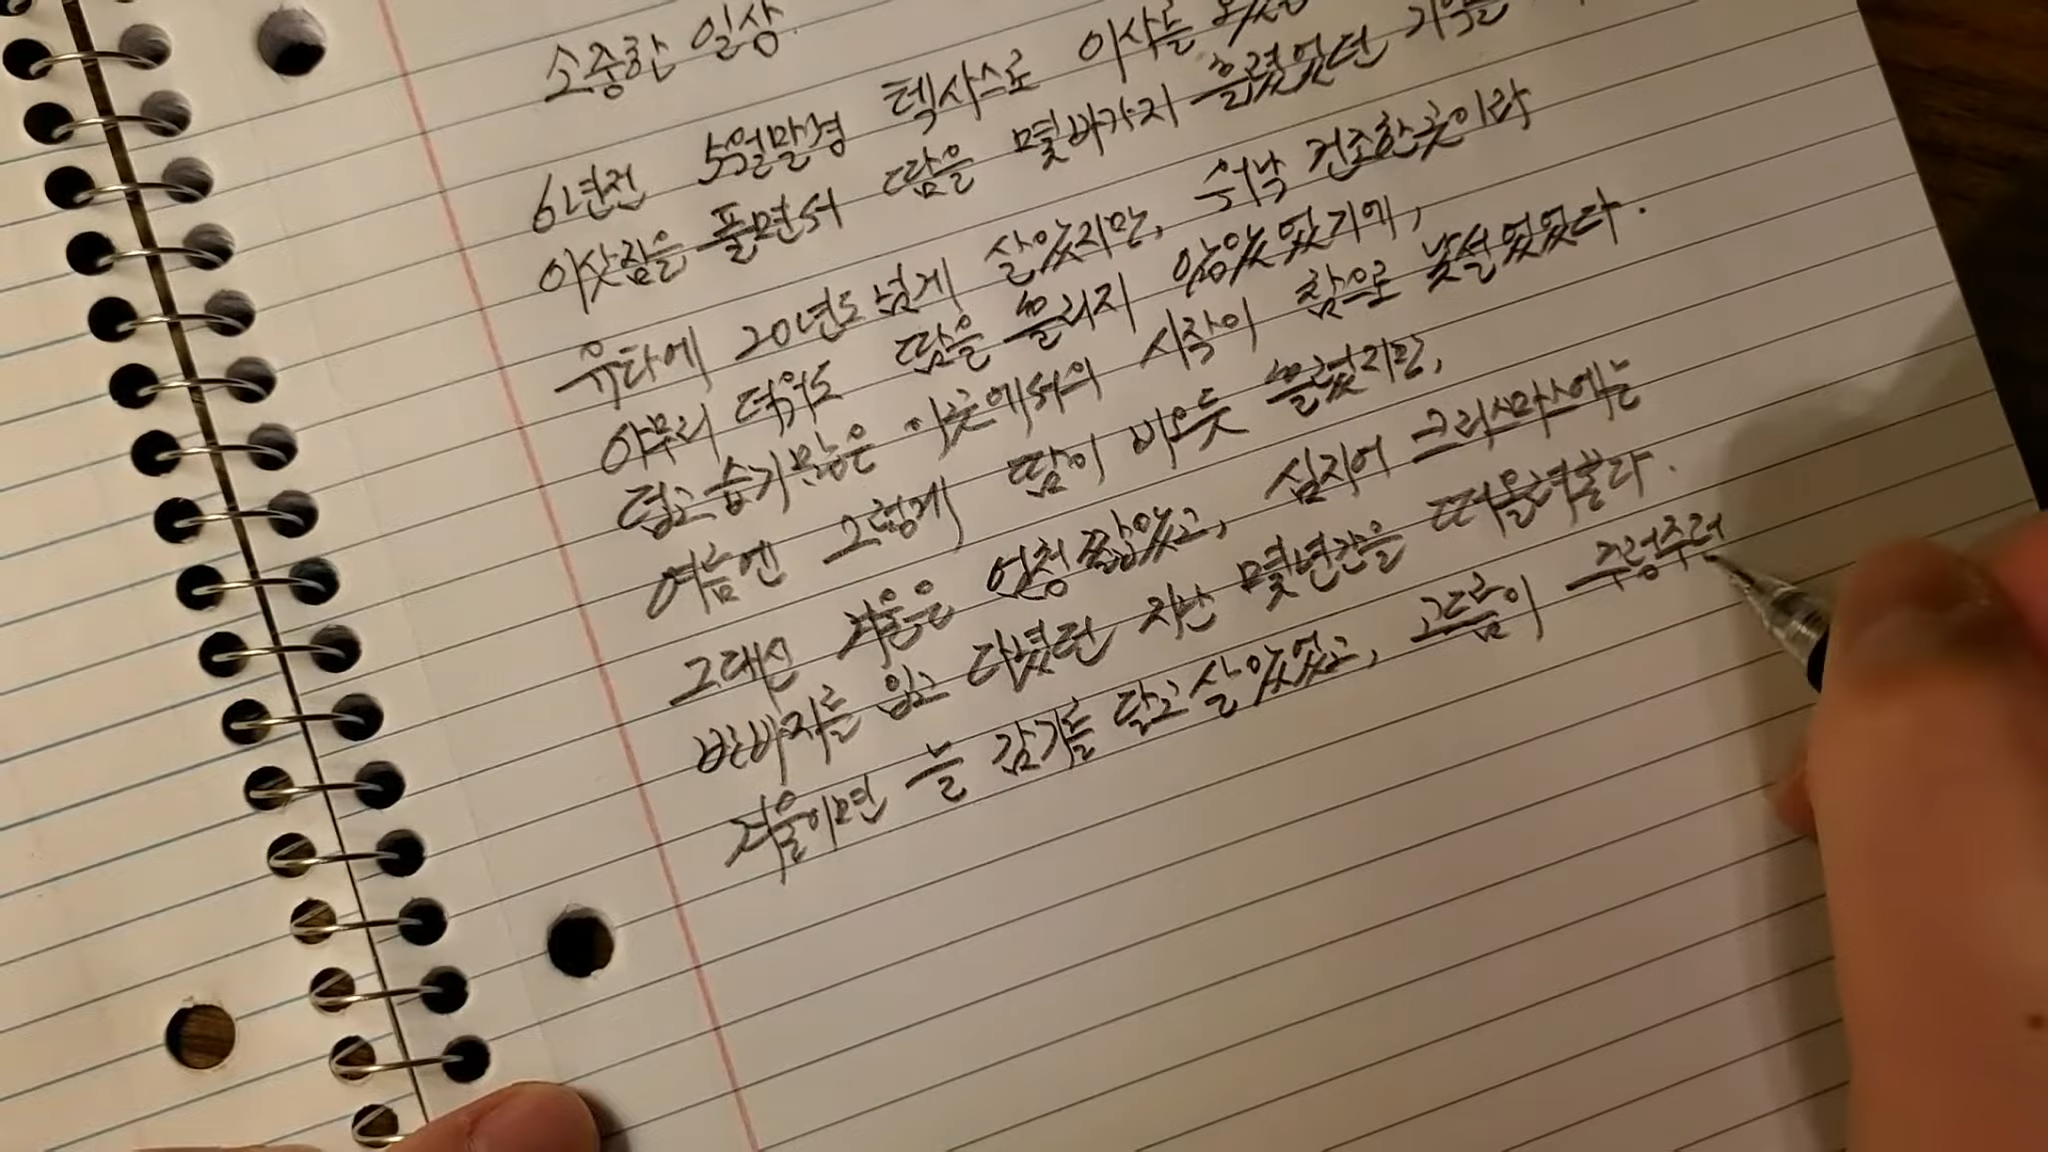 소중한 일상.
6년전 5월말경 텍사스로 이사를
이삿짐을 풀면서 땀을 몇바가지 흘렸었던 기억을
유타에 20년도 넘게 살았지만, 워낙 건조한곳이라
아무리 더워도 땀을 흘리지 않았었기에,
덥고 습기많은 이곳에서의 시작이 참으로 낯설었었다.
여름엔 그렇게 땀이 비오듯 흘렀지만,
그대신 겨울은 엄청 짧았고, 심지어 크리스마스에는
반바지를 입고 다녔던 지난 몇년간을 떠올려본다.
겨울이면 늘 감기를 달고 살았었고, 고드름이 주렁주러